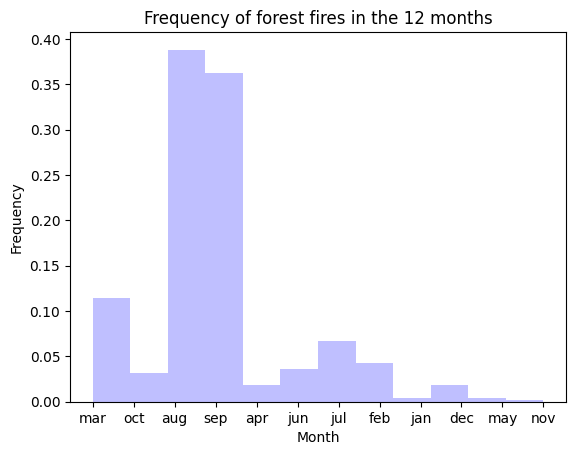 Frequency of forest fires in the 12 months
0.40
0.35
0.30
0.25
0.20
0.15
0.10
0.05
0.00
Frequency
mar oct aug sep apr jun jul feb jan dec may nov
Month